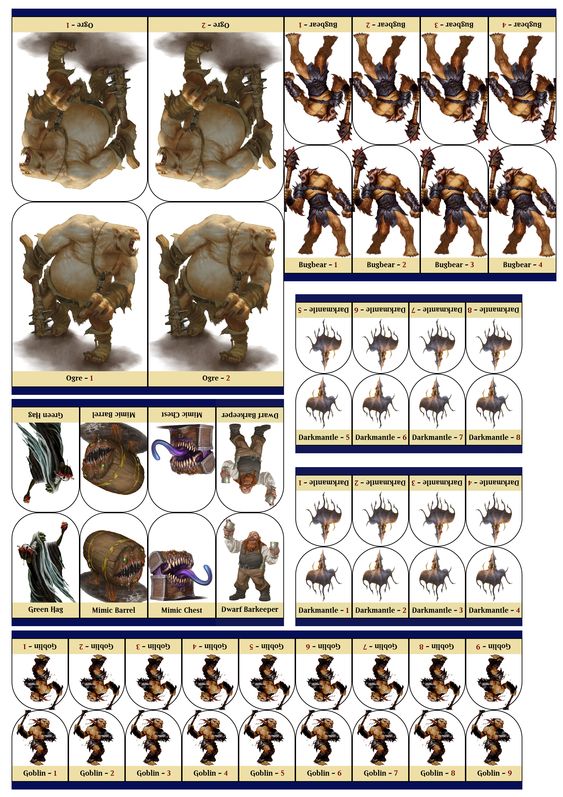 Ogre - 1
Ogre - 2
Bugbear - 1
Bugbear - 2
Bugbear - 3
Bugbear - 4
Ogre - 1
Ogre - 2
Bugbear - 1
Bugbear - 2
Bugbear - 3
Bugbear - 4
Darkmantle - 5
Darkmantle - 6
Darkmantle - 7
Darkmantle - 8
Darkmantle - 5
Darkmantle - 6
Darkmantle - 7
Darkmantle - 8
Green Hag
Mimic Barrel
Mimic Chest
Dwarf Barkeeper
Green Hag
Mimic Barrel
Mimic Chest
Dwarf Barkeeper
Darkmantle - 1
Darkmantle - 2
Darkmantle - 3
Darkmantle - 4
Darkmantle - 1
Darkmantle - 2
Darkmantle - 3
Darkmantle - 4
Goblin - 1
Goblin - 2
Goblin - 3
Goblin - 4
Goblin - 5
Goblin - 6
Goblin - 7
Goblin - 8
Goblin - 9
Goblin - 1
Goblin - 2
Goblin - 3
Goblin - 4
Goblin - 5
Goblin - 6
Goblin - 7
Goblin - 8
Goblin - 9